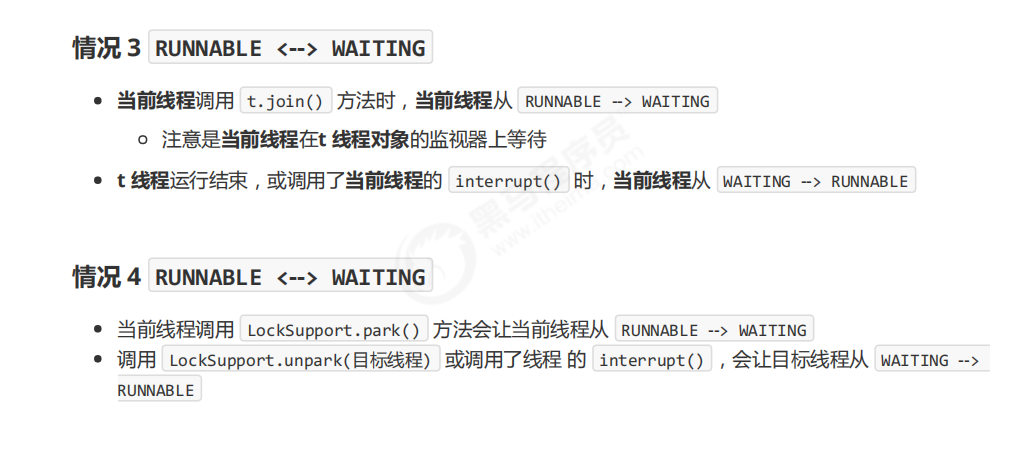 情况 3 RUNNABLE <--> WAITING
当前线程调用 t.join() 方法时，当前线程从 RUNNABLE --> WAITING
注意是当前线程在t 线程对象的监视器上等待
t 线程运行结束，或调用了当前线程的 interrupt() 时，当前线程从 WAITING --> RUNNABLE
黑马程序员
www.itheima.com
情况 4 RUNNABLE <--> WAITING
当前线程调用 LockSupport.park() 方法会让当前线程从 RUNNABLE --> WAITING
调用 LockSupport.unpark(目标线程) 或调用了线程 的 interrupt() ，会让目标线程从 WAITING -->
RUNNABLE